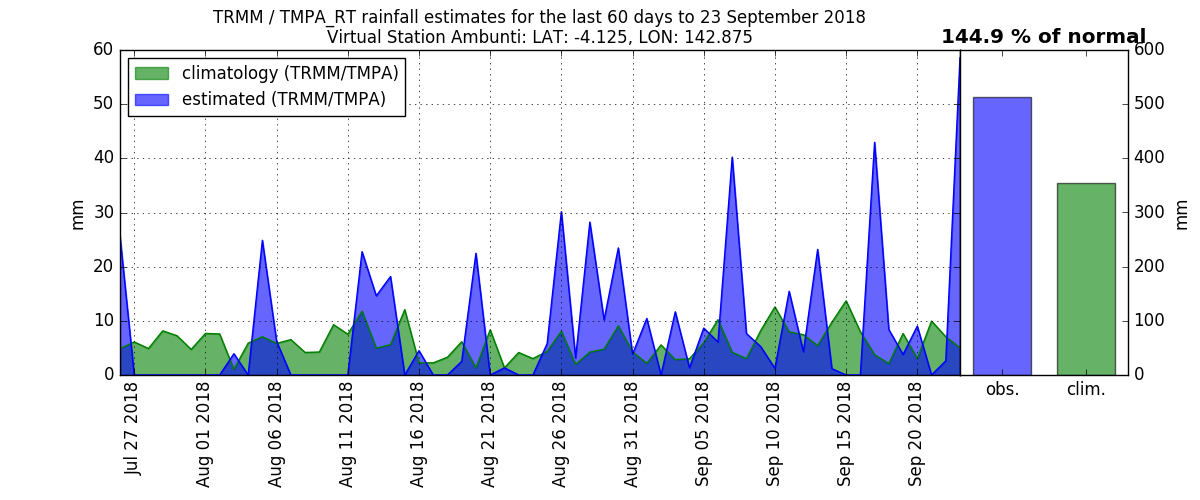 TRMM / TMPA_RT rainfall estimates for the last 60 days to 23 September 2018
Virtual Station Ambunti: LAT: -4.125, LON: 142.875
144.9 % of normal
climatology (TRMM/TMPA)
estimated (TRMM/TMPA)
mm
60
50
40
30
20
10
0
Jul 27 2018
Aug 01 2018
Aug 06 2018
Aug 11 2018
Aug 16 2018
Aug 21 2018
Aug 26 2018
Aug 31 2018
Sep 05 2018
Sep 10 2018
Sep 15 2018
Sep 20 2018
obs.
clim.
600
500
400
300
200
100
0
mm